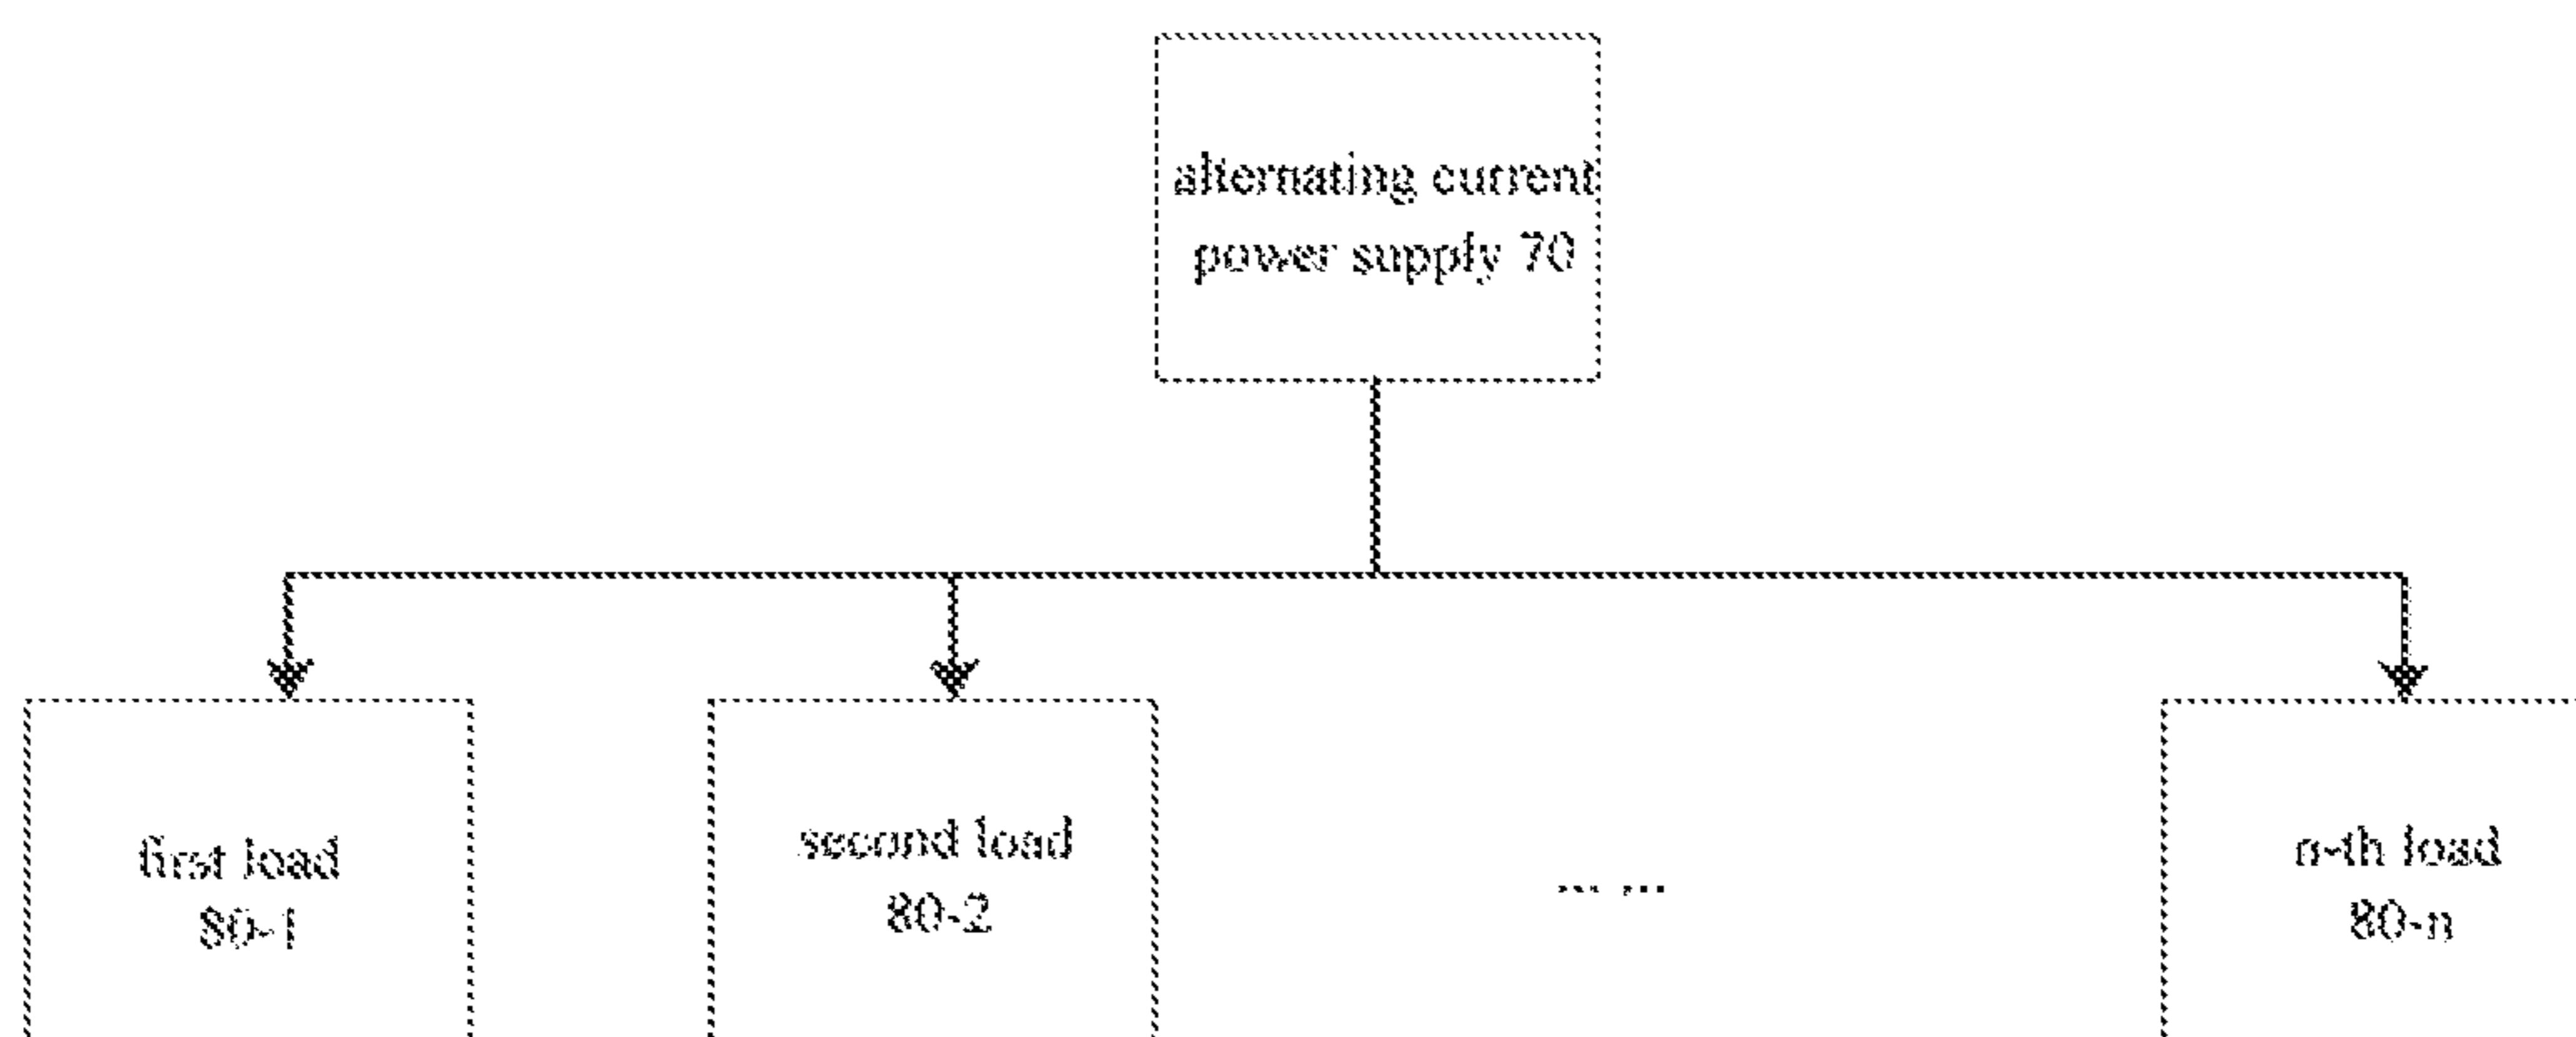 alternating current
power supply 70
first load
80-1
second load
80-2
... ...
n-th load
80-n